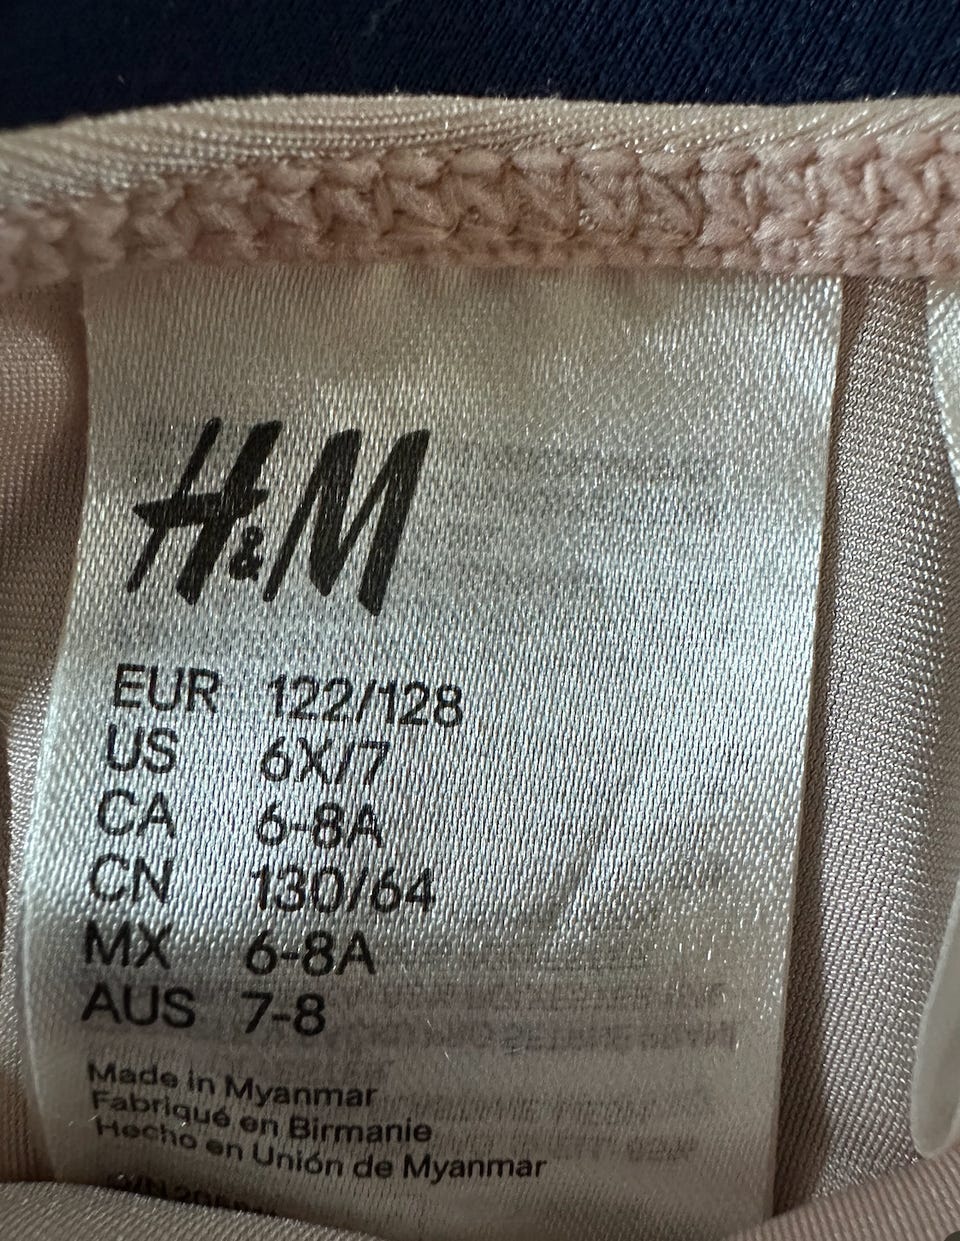 H&M
EUR 122/128
US 6X/7
CA 6-8A
CN 130/64
MX 6-8A
AUS 7-8
Made in Myanmar
Fabriqué en Birmanie
Hecho en Unión de Myanmar